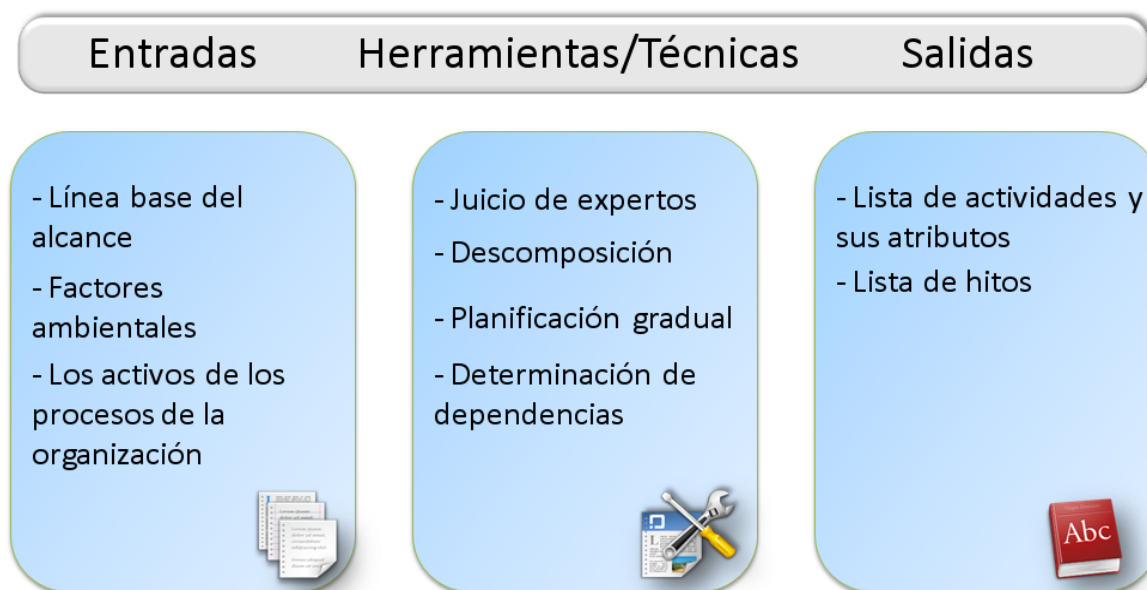 Entradas Herramientas/Técnicas Salidas
- Línea base del
alcance
- Factores
ambientales
- Los activos de los
procesos de la
organización
- Juicio de expertos
- Descomposición
- Planificación gradual
- Determinación de
dependencias
- Lista de actividades y
sus atributos
- Lista de hitos
Abc